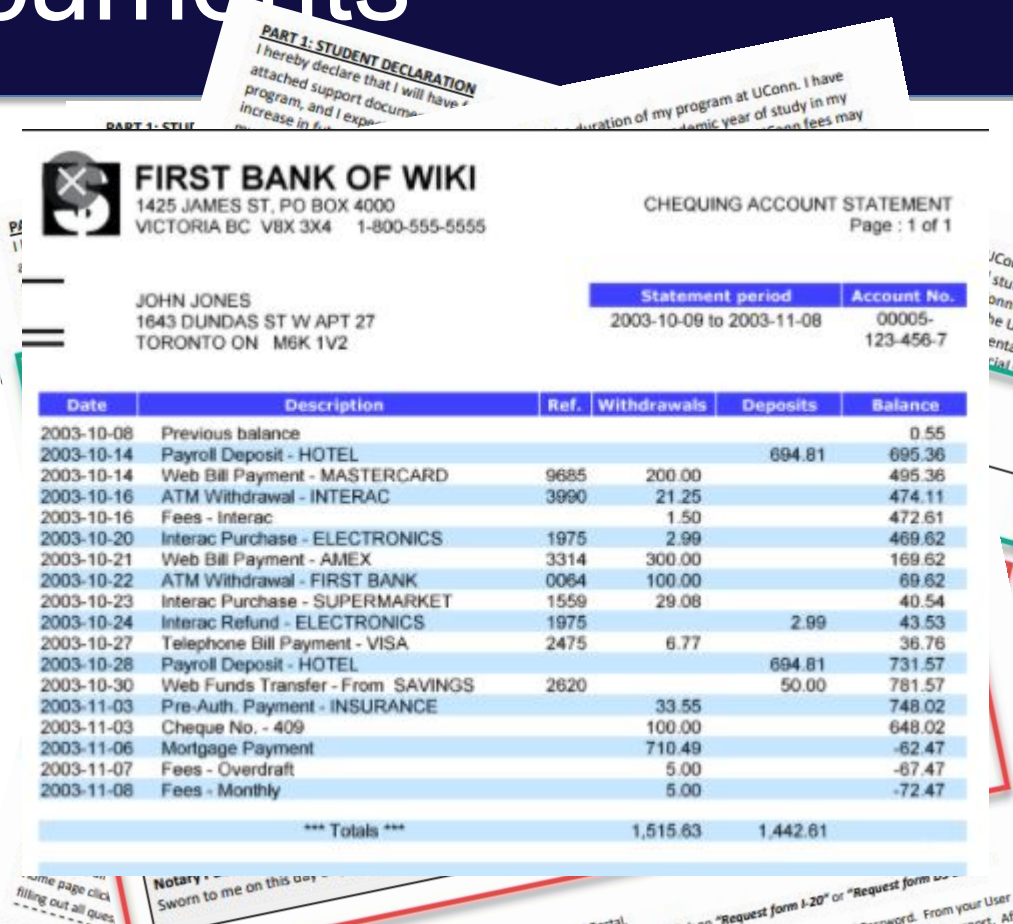 PART 1: STUDENT DECLARATION
I hereby declare that I will have
attached support
program, and I
increase in
duration of my program at UConn. I have
year of study in my
fees may
FIRST BANK OF WIKI
1425 JAMES ST, PO BOX 4000
VICTORIA BC V8X 3X4 1-800-555-5555
CHEQUING ACCOUNT STATEMENT
Page : 1 of 1
JOHN JONES
1643 DUNDAS ST W APT 27
TORONTO ON M6K 1V2
Statement period Account No.
2003-10-09 to 2003-11-08 00005-
123-456-7
Date Description Ref. Withdrawals Deposits Balance
2003-10-08 Previous balance 0.55
2003-10-14 Payroll Deposit - HOTEL 694.81 695.36
2003-10-14 Web Bill Payment - MASTERCARD 9685 200.00 495.36
2003-10-16 ATM Withdrawal - INTERAC 3990 21.25 474.11
2003-10-16 Fees - Interac 1.50 472.61
2003-10-20 Interac Purchase - ELECTRONICS 1975 2.99 469.62
2003-10-21 Web Bill Payment - AMEX 3314 300.00 169.62
2003-10-22 ATM Withdrawal - FIRST BANK 0064 100.00 69.62
2003-10-23 Interac Purchase - SUPERMARKET 1559 29.08 40.54
2003-10-24 Interac Refund - ELECTRONICS 1975 2.99 43.53
2003-10-27 Telephone Bill Payment - VISA 2475 6.77 36.76
2003-10-28 Payroll Deposit - HOTEL 694.81 731.57
2003-10-30 Web Funds Transfer - From SAVINGS 2620 50.00 781.57
2003-11-03 Pre-Auth. Payment - INSURANCE 33.55 748.02
2003-11-03 Cheque No. - 409 100.00 648.02
2003-11-06 Mortgage Payment 710.49 -62.47
2003-11-07 Fees - Overdraft 5.00 -67.47
2003-11-08 Fees - Monthly 5.00 -72.47
*** Totals *** 1,515.63 1,442.61
page click
filling out all
Notary
Sworn to me on this day
"Request form I-20" or "Request form
From your User